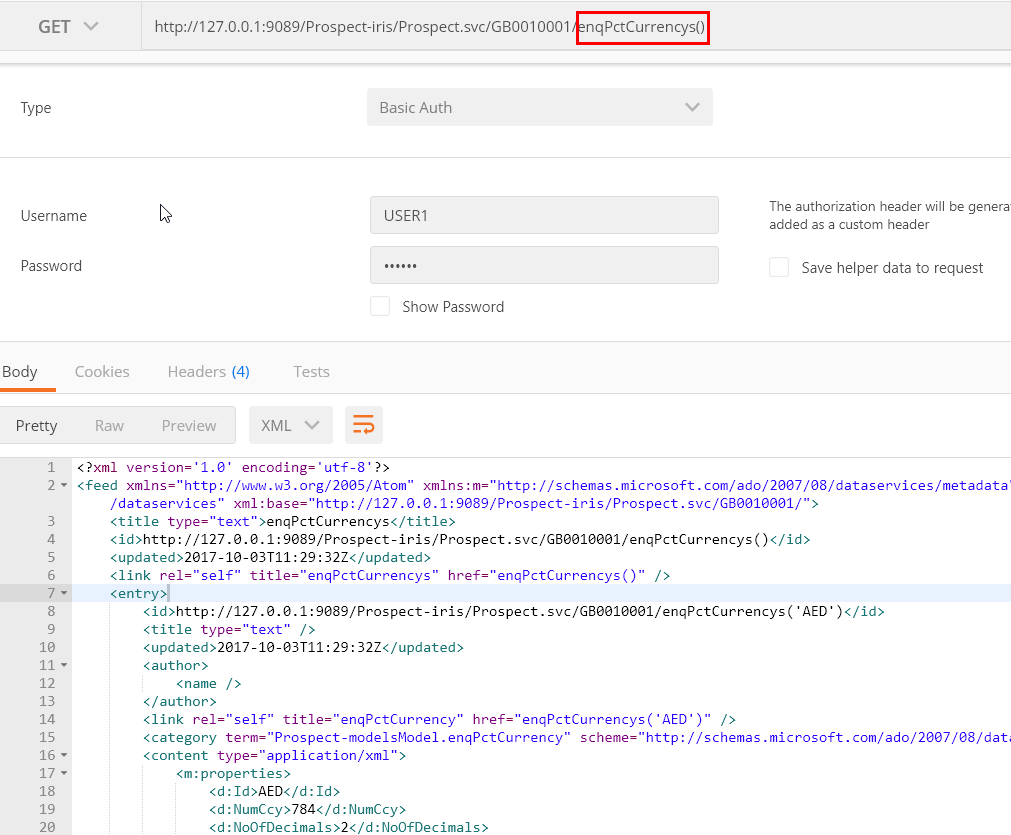 GET
http://127.0.0.1:9089/Prospect-iris/Prospect.svc/GB0010001/enqPctCurrencys()
Type
Basic Auth
Username
USER1
The authorization header will be genera
added as a custom header
Password
••••••
Save helper data to request
Show Password
Body Cookies Headers (4) Tests
Pretty Raw Preview XML
1 <?xml version='1.0' encoding='utf-8'?>
2 <feed xmlns="http://www.w3.org/2005/Atom" xmlns:m="http://schemas.microsoft.com/ado/2007/08/dataservices/metadata"
/dataservices" xml:base="http://127.0.0.1:9089/Prospect-iris/Prospect.svc/GB0010001/">
3 <title type="text">enqPctCurrencys</title>
4 <id>http://127.0.0.1:9089/Prospect-iris/Prospect.svc/GB0010001/enqPctCurrencys()</id>
5 <updated>2017-10-03T11:29:32Z</updated>
6 <link rel="self" title="enqPctCurrencys" href="enqPctCurrencys()" />
7 <entry>
8 <id>http://127.0.0.1:9089/Prospect-iris/Prospect.svc/GB0010001/enqPctCurrencys('AED')</id>
9 <title type="text" />
10 <updated>2017-10-03T11:29:32Z</updated>
11 <author>
12 <name />
13 </author>
14 <link rel="self" title="enqPctCurrency" href="enqPctCurrencys('AED')" />
15 <category term="Prospect-modelsModel.enqPctCurrency" scheme="http://schemas.microsoft.com/ado/2007/08/data
16 <content type="application/xml">
17 <m:properties>
18 <d:Id>AED</d:Id>
19 <d:NumCcy>784</d:NumCcy>
20 <d:NoOfDecimals>2</d:NoOfDecimals>